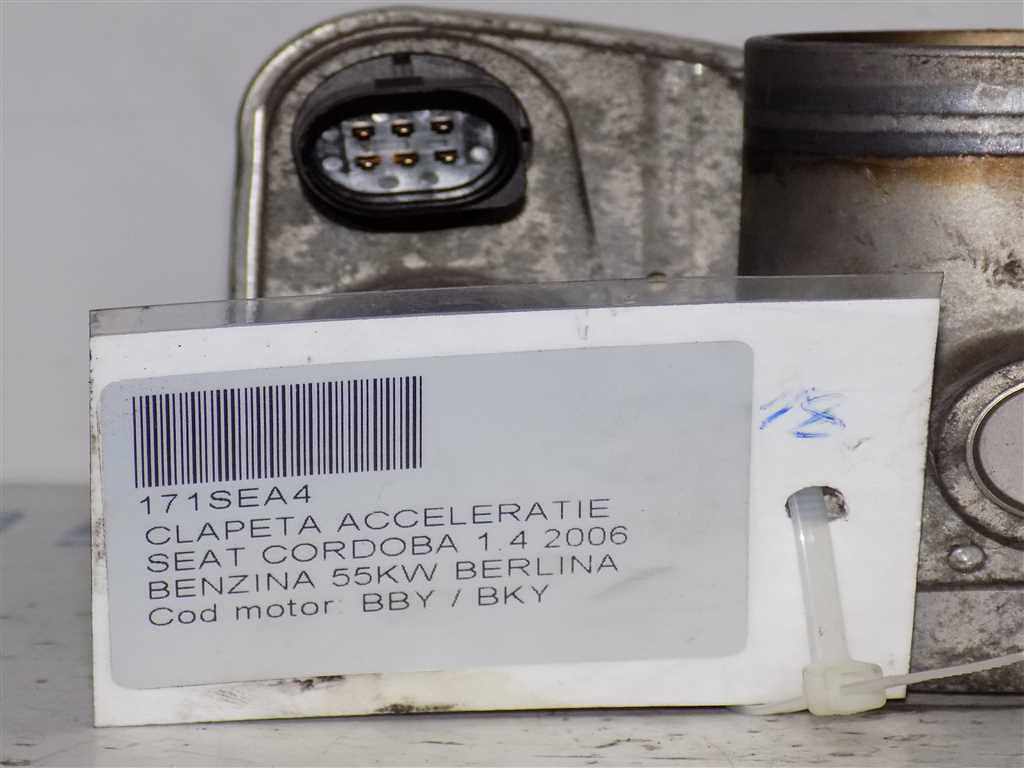 171SEA4
CLAPETA ACCELERATIE
SEAT CORDOBA 1.4 2006
BENZINA 55KW BERLINA
Cod motor: BBY / BKY